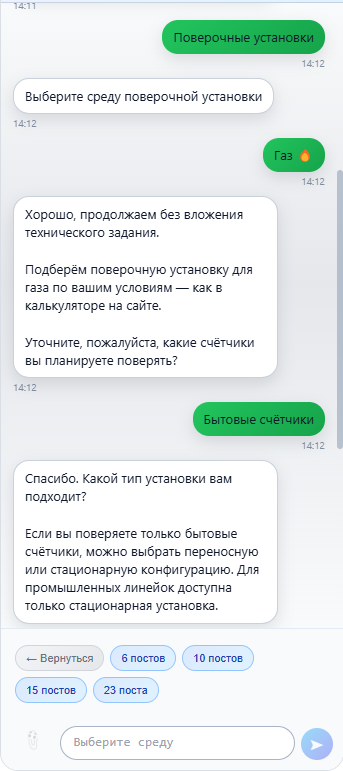 14:11
Поверочные установки
14:12
Выберите среду поверочной установки
14:12
Газ 🔥
14:12
Хорошо, продолжаем без вложения
технического задания.
Подберём поверочную установку для
газа по вашим условиям — как в
калькуляторе на сайте.
Уточните, пожалуйста, какие счётчики
вы планируете поверять?
14:12
Бытовые счётчики
14:12
Спасибо. Какой тип установки вам
подходит?
Если вы поверяете только бытовые
счётчики, можно выбрать переносную
или стационарную конфигурацию. Для
промышленных линейок доступна
только стационарная установка.
← Вернуться
6 постов
10 постов
15 постов
23 поста
Выберите среду